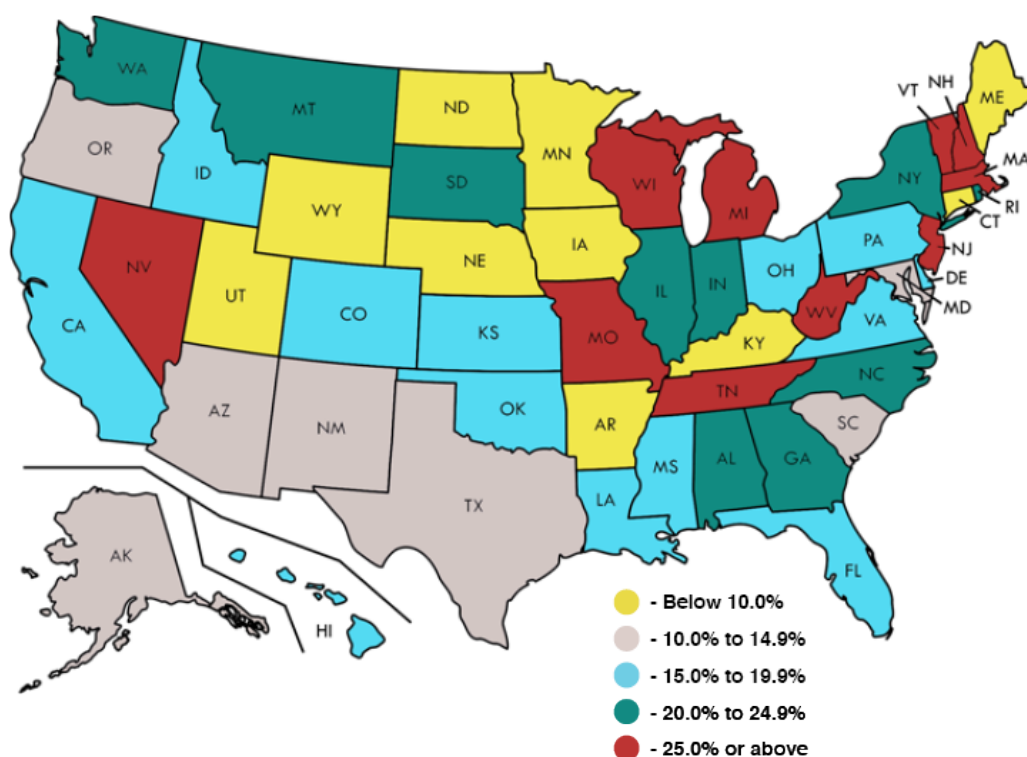 WA
MT
ND
MN
ME
VT
NH
OR
ID
SD
WI
MI
NY
MA
RI
CT
WY
IA
NE
PA
NJ
NV
UT
CO
KS
IL
IN
OH
DE
MD
CA
MO
KY
WV
VA
AZ
NM
OK
AR
TN
NC
SC
TX
MS
AL
GA
LA
FL
AK
HI
- Below 10.0%
- 10.0% to 14.9%
- 15.0% to 19.9%
- 20.0% to 24.9%
- 25.0% or above